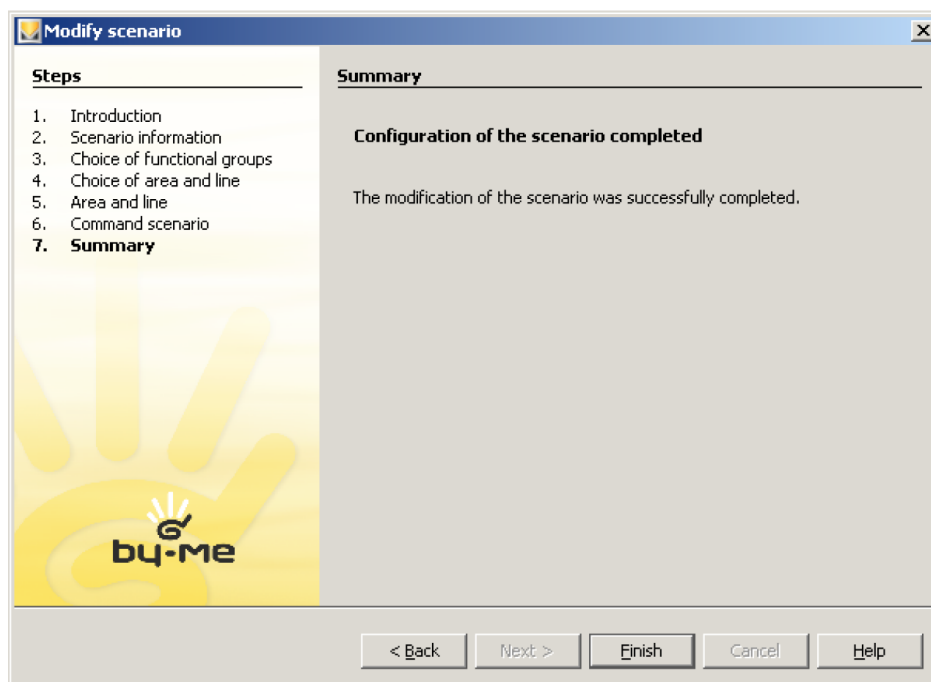 Modify scenario
Steps
1. Introduction
2. Scenario information
3. Choice of functional groups
4. Choice of area and line
5. Area and line
6. Command scenario
7. Summary
by-me
Summary
Configuration of the scenario completed
The modification of the scenario was successfully completed.
< Back Next > Finish Cancel Help